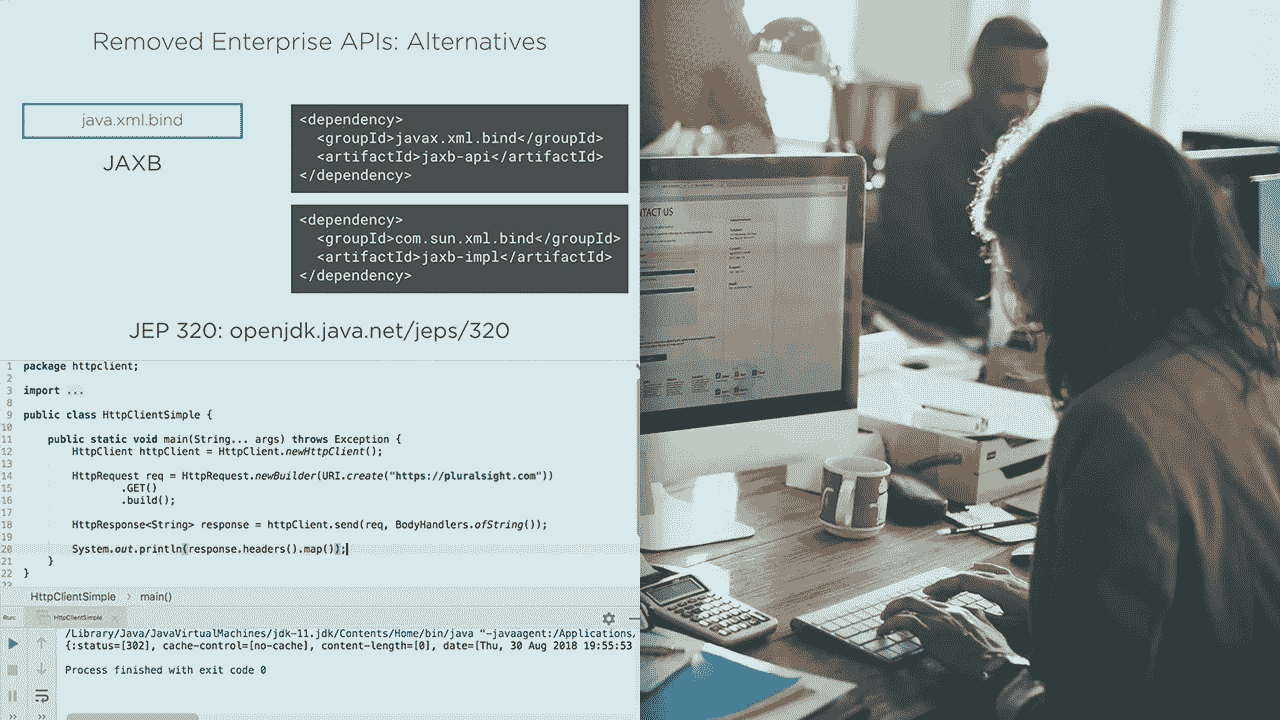 Removed Enterprise APIs: Alternatives
java.xml.bind
JAXB
<dependency>
<groupId>javax.xml.bind</groupId>
<artifactId>jaxb-api</artifactId>
</dependency>
<dependency>
<groupId>com.sun.xml.bind</groupId>
<artifactId>jaxb-impl</artifactId>
</dependency>
JEP 320: openjdk.java.net/jeps/320
1 package httpclient;
2
3 import ...
8
9 public class HttpClientSimple {
10
11 public static void main(String... args) throws Exception {
12 HttpClient httpClient = HttpClient.newHttpClient();
13
14 HttpRequest req = HttpRequest.newBuilder(URI.create("https://pluralsight.com"))
15 .GET()
16 .build();
17
18 HttpResponse<String> response = httpClient.send(req, BodyHandlers.ofString());
19
20 System.out.println(response.headers().map());
21 }
22 }
23
HttpClientSimple > main()
Run: HttpClientSimple
/Library/Java/JavaVirtualMachines/jdk-11.jdk/Contents/Home/bin/java "-javaagent:/Applications,
{:status=[302], cache-control=[no-cache], content-length=[0], date=[Thu, 30 Aug 2018 19:55:53
Process finished with exit code 0
CONTACT US